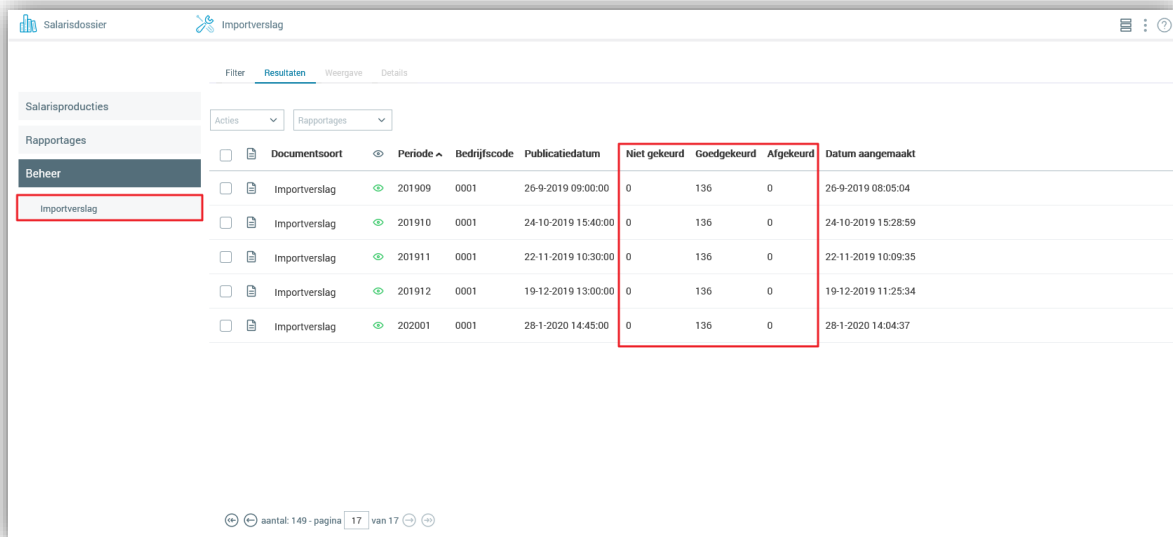 Salarisdossier Importverslag
Filter Resultaten Weergave Details
Salarisproducties
Acties Rapportages
Rapportages
Documentsoort Periode Bedrijfscode Publicatiedatum Niet gekeurd Goedgekeurd Afgekeurd Datum aangemaakt
Beheer
Importverslag 201909 0001 26-9-2019 09:00:00 0 136 0 26-9-2019 08:05:04
Importverslag
Importverslag 201910 0001 24-10-2019 15:40:00 0 136 0 24-10-2019 15:28:59
Importverslag 201911 0001 22-11-2019 10:30:00 0 136 0 22-11-2019 10:09:35
Importverslag 201912 0001 19-12-2019 13:00:00 0 136 0 19-12-2019 11:25:34
Importverslag 202001 0001 28-1-2020 14:45:00 0 136 0 28-1-2020 14:04:37
aantal: 149 - pagina 17 van 17